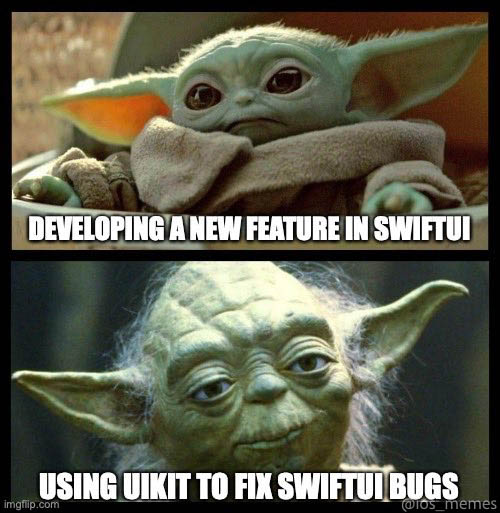 DEVELOPING A NEW FEATURE IN SWIFTUI
USING UIKIT TO FIX SWIFTUI BUGS
imgflip.com
@ios_memes